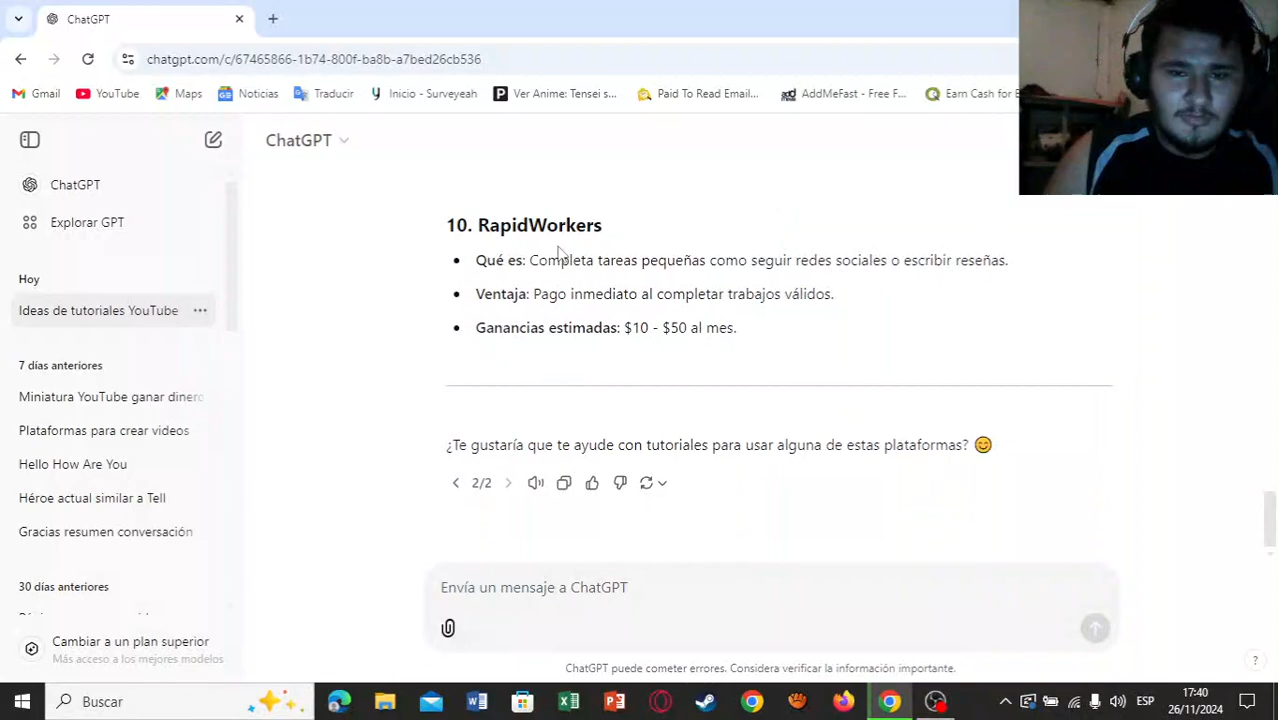 ChatGPT
chatgpt.com/c/67465866-1b74-800f-ba8b-a7bed26cb536
Gmail
YouTube
Maps
Noticias
Traducir
Inicio - Surveyeah
Ver Anime: Tensei s...
Paid To Read Email...
AddMeFast - Free F...
Earn Cash for
ChatGPT
ChatGPT
Explorar GPT
Hoy
Ideas de tutoriales YouTube
7 días anteriores
Miniatura YouTube ganar dinero
Plataformas para crear videos
Hello How Are You
Héroe actual similar a Tell
Gracias resumen conversación
30 días anteriores
Cambiar a un plan superior
Más acceso a los mejores modelos
10. RapidWorkers
Qué es: Completa tareas pequeñas como seguir redes sociales o escribir reseñas.
Ventaja: Pago inmediato al completar trabajos válidos.
Ganancias estimadas: $10 - $50 al mes.
¿Te gustaría que te ayude con tutoriales para usar alguna de estas plataformas? 😊
2/2
Envía un mensaje a ChatGPT
ChatGPT puede cometer errores. Considera verificar la información importante.
?
Buscar
ESP
17:40
26/11/2024